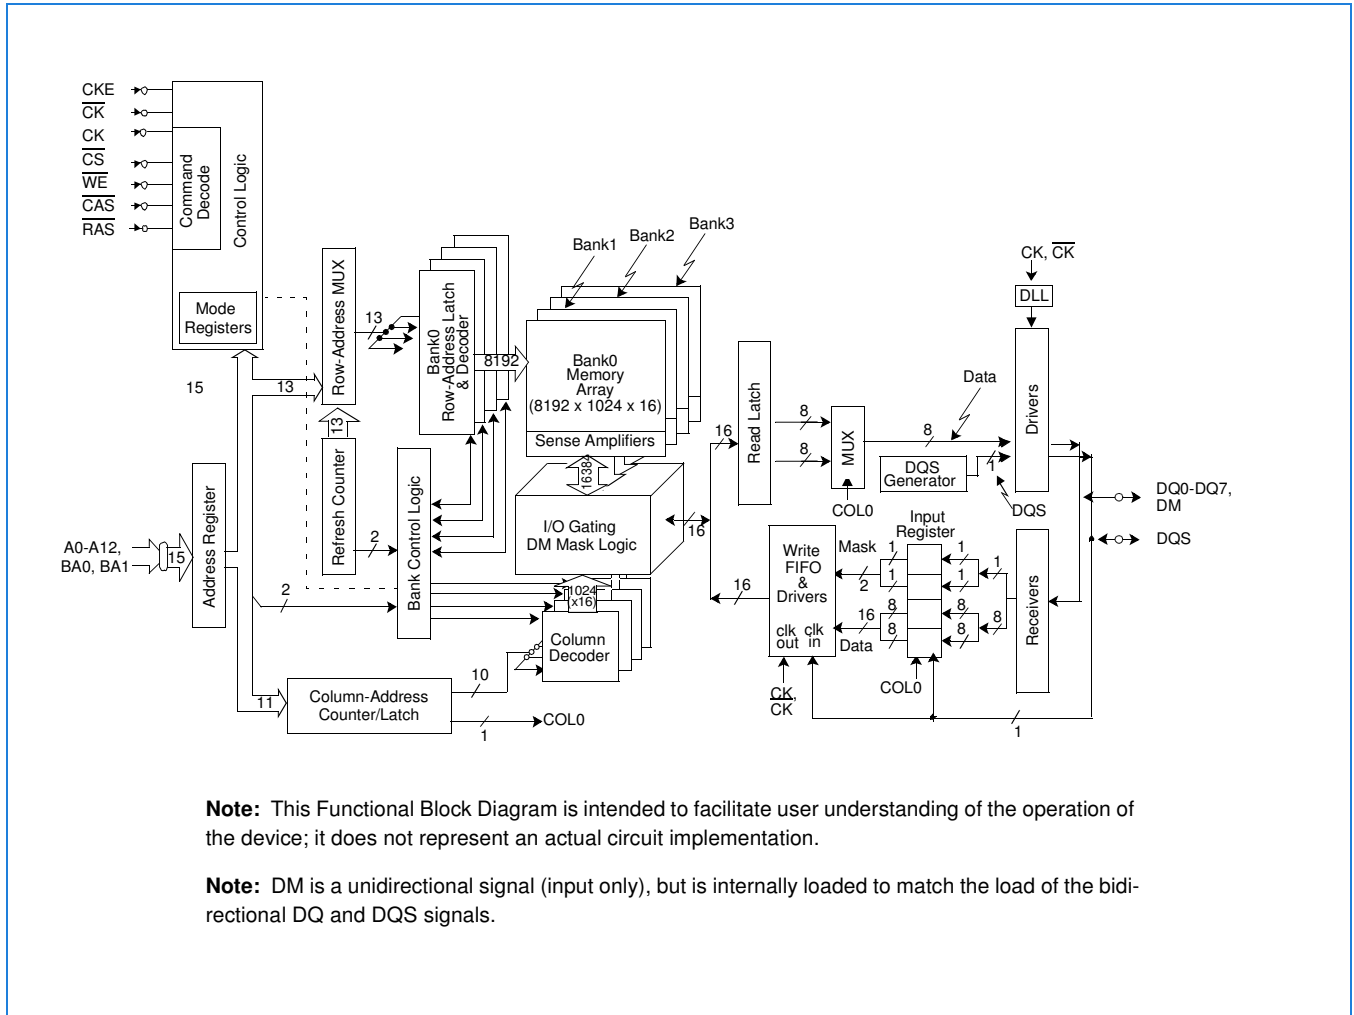 CKE
CK
CK
CS
WE
CAS
RAS
Command
Decode
Control Logic
Mode
Registers
15
13
Row-Address MUX
13
Refresh Counter
13
Bank0
Row-Address Latch
& Decoder
8192
Bank1
Bank2
Bank3
Bank0
Memory
Array
(8192 x 1024 x 16)
Sense Amplifiers
16384
I/O Gating
DM Mask Logic
16
A0-A12,
BA0, BA1
15
Address Register
2
2
Bank Control Logic
1024
(x16)
Column
Decoder
11
Column-Address
Counter/Latch
10
1
COL0
16
Read Latch
8
8
MUX
COL0
8
Data
DQS
Generator
1
DQS
CK, CK
DLL
Drivers
DQ0-DQ7,
DM
DQS
16
Write
FIFO
&
Drivers
clk
out
clk
in
CK,
CK
Mask
2
16
Data
Input
Register
1
1
8
8
1
1
8
8
1
8
COL0
Receivers
1
Note: This Functional Block Diagram is intended to facilitate user understanding of the operation of
the device; it does not represent an actual circuit implementation.
Note: DM is a unidirectional signal (input only), but is internally loaded to match the load of the bidi-
rectional DQ and DQS signals.